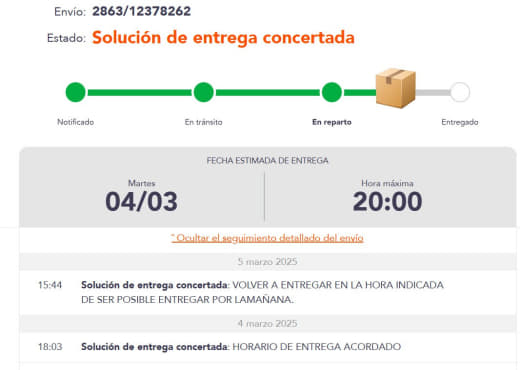 Envío: 2863/12378262
Estado: Solución de entrega concertada
Notificado En tránsito En reparto Entregado
FECHA ESTIMADA DE ENTREGA
Martes Hora máxima
04/03 20:00
ˆ Ocultar el seguimiento detallado del envío
5 marzo 2025
15:44 Solución de entrega concertada: VOLVER A ENTREGAR EN LA HORA INDICADA
DE SER POSIBLE ENTREGAR POR LAMAÑANA.
4 marzo 2025
18:03 Solución de entrega concertada: HORARIO DE ENTREGA ACORDADO